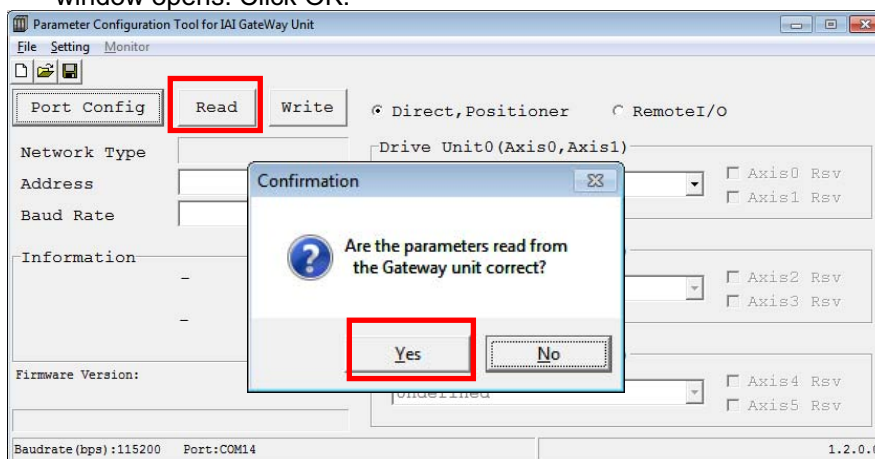 window opens. Click OK.
Parameter Configuration Tool for IAI GateWay Unit
File Setting Monitor
Port Config Read Write Direct,Positioner RemoteI/O
Network Type
Drive Unit0(Axis0,Axis1)
Address
Axis0 Rsv
Baud Rate
Axis1 Rsv
Confirmation
Are the parameters read from
the Gateway unit correct?
Yes No
Information
-
-
Axis2 Rsv
Axis3 Rsv
Firmware Version:
Undefined
Axis4 Rsv
Axis5 Rsv
Baudrate(bps):115200 Port:COM14